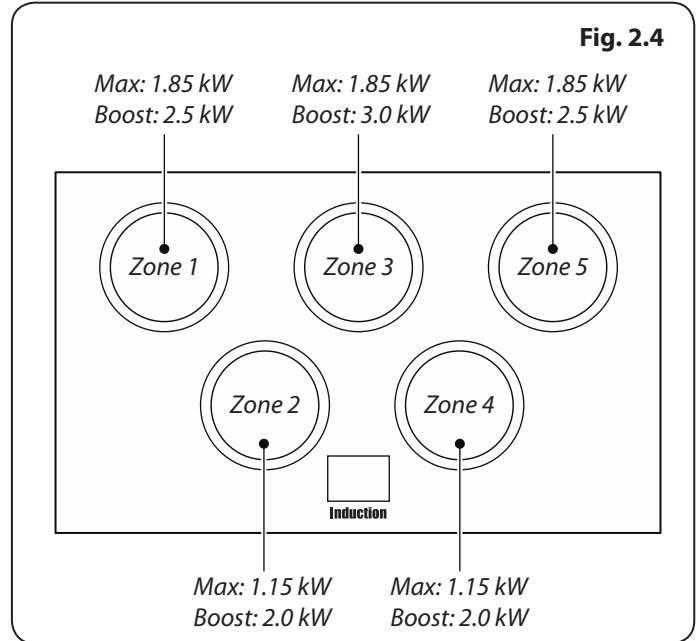 Fig. 2.4
Max: 1.85 kW
Boost: 2.5 kW
Max: 1.85 kW
Boost: 3.0 kW
Max: 1.85 kW
Boost: 2.5 kW
Zone 1
Zone 3
Zone 5
Zone 2
Zone 4
Induction
Max: 1.15 kW
Boost: 2.0 kW
Max: 1.15 kW
Boost: 2.0 kW